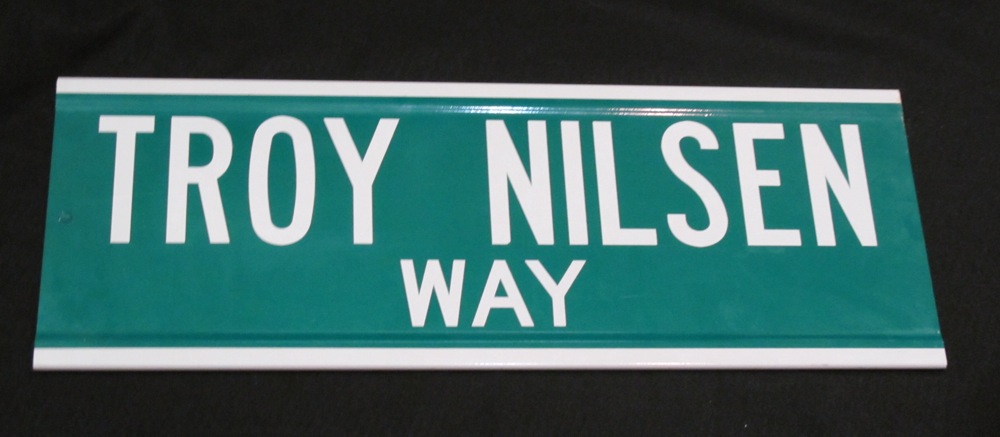 TROY NILSEN
WAY